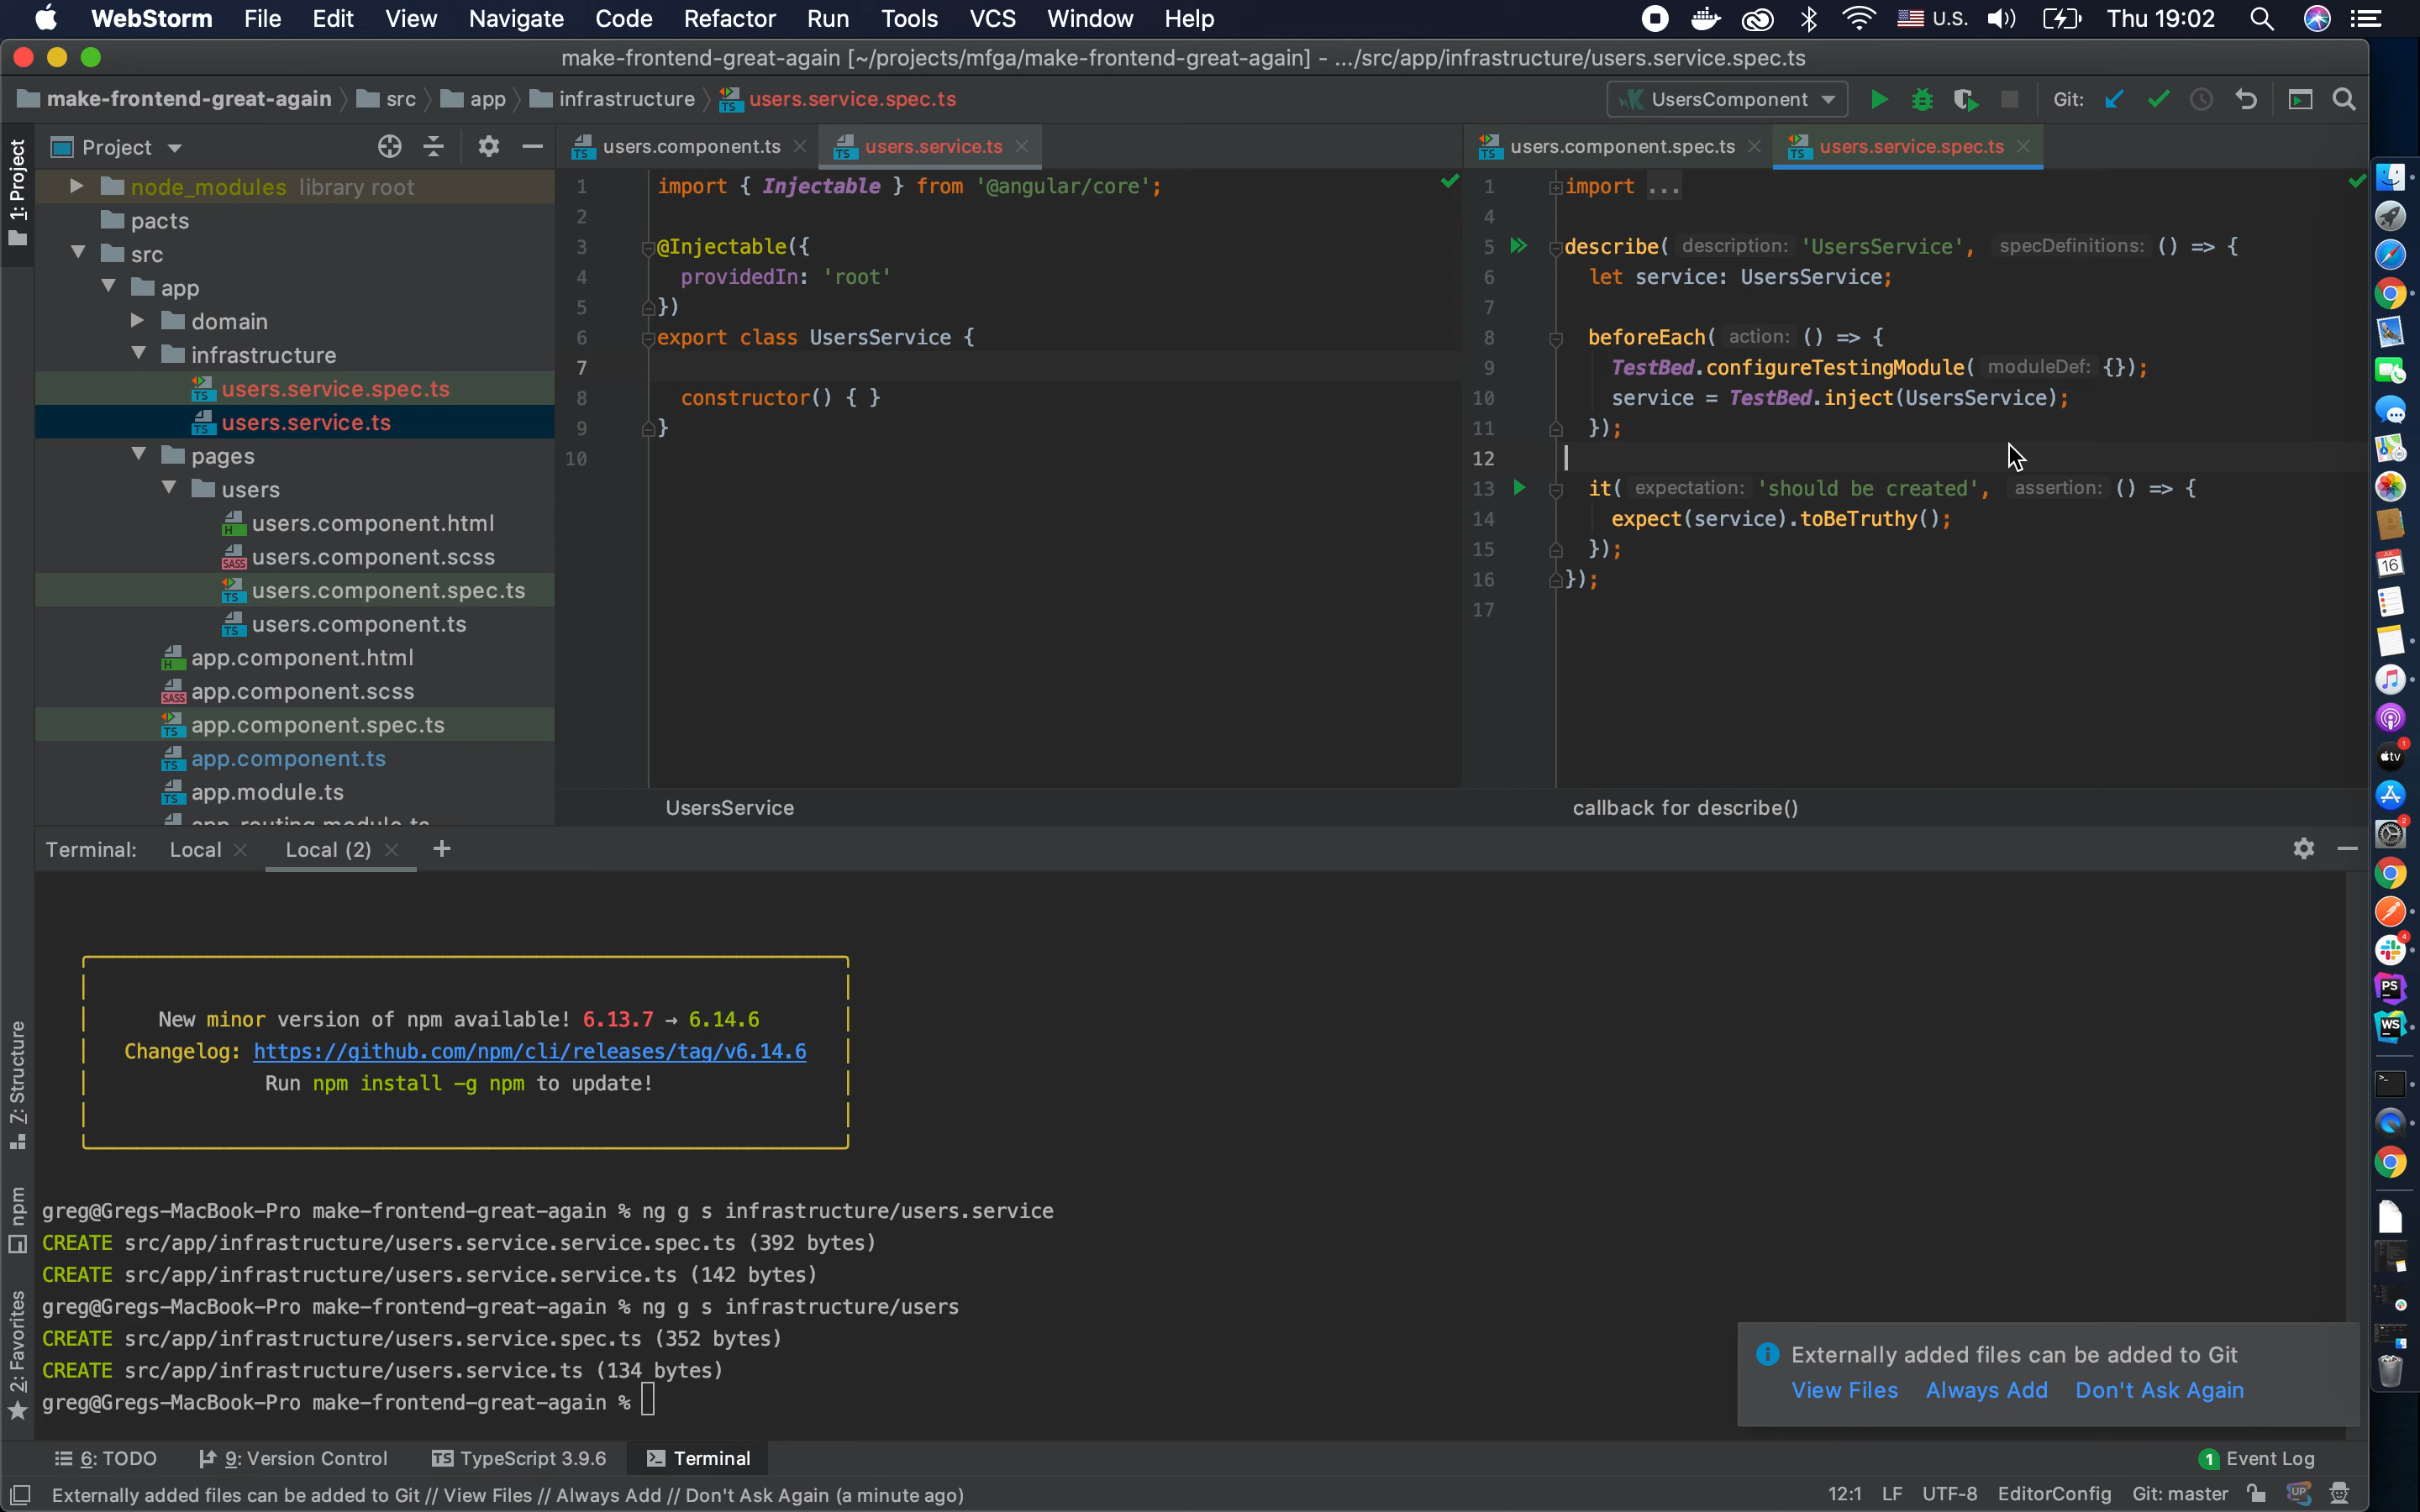 WebStorm File Edit View Navigate Code Refactor Run Tools VCS Window Help U.S. Thu 19:02
make-frontend-great-again [~/projects/mfga/make-frontend-great-again] - .../src/app/infrastructure/users.service.spec.ts
make-frontend-great-again src app infrastructure users.service.spec.ts UsersComponent Git:
1: Project
Project
node_modules library root
pacts
src
app
domain
infrastructure
users.service.spec.ts
users.service.ts
pages
users
users.component.html
users.component.scss
users.component.spec.ts
users.component.ts
app.component.html
app.component.scss
app.component.spec.ts
app.component.ts
app.module.ts
app-routing.module.ts
users.component.ts users.service.ts
1 import { Injectable } from '@angular/core';
2
3 @Injectable({
4 providedIn: 'root'
5 })
6 export class UsersService {
7
8 constructor() { }
9 }
10
UsersService
users.component.spec.ts users.service.spec.ts
1 import ...
4
5 describe( description: 'UsersService', specDefinitions: () => {
6 let service: UsersService;
7
8 beforeEach( action: () => {
9 TestBed.configureTestingModule( moduleDef: {});
10 service = TestBed.inject(UsersService);
11 });
12
13 it( expectation: 'should be created', assertion: () => {
14 expect(service).toBeTruthy();
15 });
16 });
17
callback for describe()
Terminal: Local Local (2) +
New minor version of npm available! 6.13.7 → 6.14.6
Changelog: https://github.com/npm/cli/releases/tag/v6.14.6
Run npm install -g npm to update!
greg@Gregs-MacBook-Pro make-frontend-great-again % ng g s infrastructure/users.service
CREATE src/app/infrastructure/users.service.service.spec.ts (392 bytes)
CREATE src/app/infrastructure/users.service.service.ts (142 bytes)
greg@Gregs-MacBook-Pro make-frontend-great-again % ng g s infrastructure/users
CREATE src/app/infrastructure/users.service.spec.ts (352 bytes)
CREATE src/app/infrastructure/users.service.ts (134 bytes)
greg@Gregs-MacBook-Pro make-frontend-great-again %
Externally added files can be added to Git
View Files Always Add Don't Ask Again
Z: Structure
npm
2: Favorites
6: TODO 9: Version Control TypeScript 3.9.6 Terminal 1 Event Log
Externally added files can be added to Git // View Files // Always Add // Don't Ask Again (a minute ago) 12:1 LF UTF-8 EditorConfig Git: master